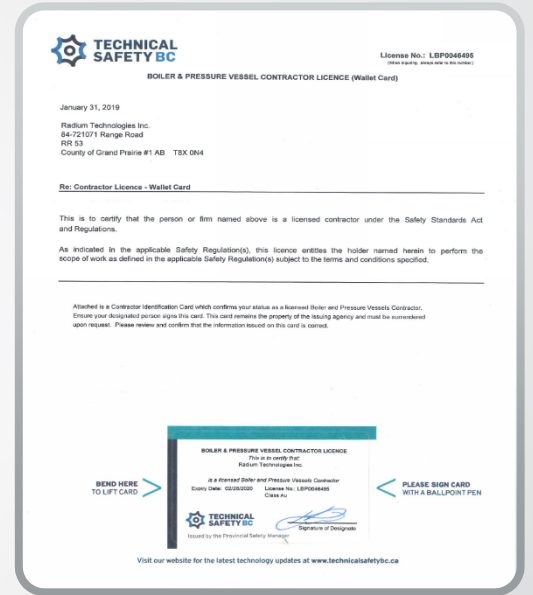 TECHNICAL
SAFETY BC
License No.: LBP0046495
(When inquiring, always refer to this number.)
BOILER & PRESSURE VESSEL CONTRACTOR LICENCE (Wallet Card)
January 31, 2019
Radium Technologies Inc.
84-721071 Range Road
RR 53
County of Grand Prairie #1 AB T8X 0N4
Re: Contractor Licence - Wallet Card
This is to certify that the person or firm named above is a licensed contractor under the Safety Standards Act
and Regulations.
As indicated in the applicable Safety Regulation(s), this licence entitles the holder named herein to perform the
scope of work as defined in the applicable Safety Regulation(s) subject to the terms and conditions specified.
Attached is a Contractor Identification Card which confirms your status as a licensed Boiler and Pressure Vessels Contractor.
Ensure your designated person signs this card. This card remains the property of the issuing agency and must be surrendered
upon request. Please review and confirm that the information issued on this card is correct.
BOILER & PRESSURE VESSEL CONTRACTOR LICENCE
This is to certify that:
Radium Technologies Inc.
is a licensed Boiler and Pressure Vessels Contractor
Expiry Date: 02/28/2020 License No.: LBP0046495
Class Au
BEND HERE
TO LIFT CARD
PLEASE SIGN CARD
WITH A BALLPOINT PEN
TECHNICAL
SAFETY BC
Signature of Designate
Issued by the Provincial Safety Manager
Visit our website for the latest technology updates at www.technicalsafetybc.ca